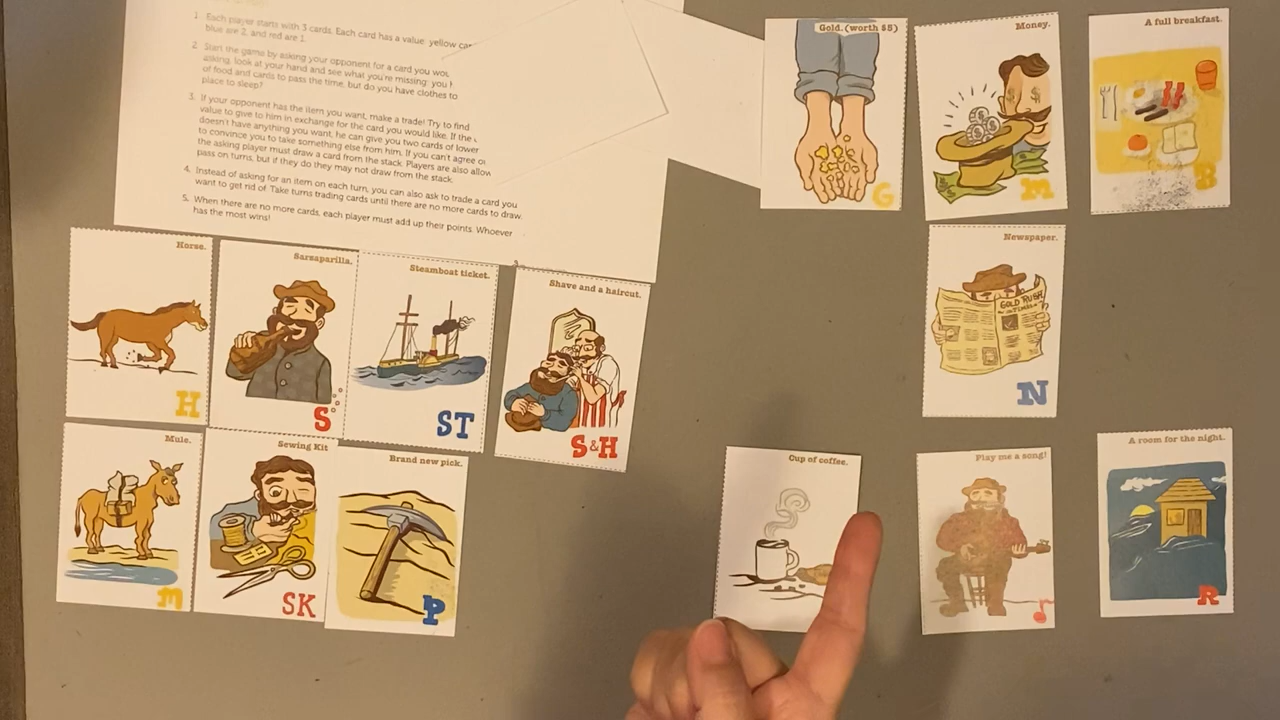 1. Each player starts with 3 cards. Each card has a value: yellow
blue are 2, and red are 1.
2. Start the game by asking your opponent for a card you
asking, look at your hand and see what you're missing: you
of food and cards to pass the time, but do you have clothes to
place to sleep?
3. If your opponent has the item you want, make a trade! Try to find
value to give to him in exchange for the card you would like. If the
doesn't have anything you want, he can give you two cards of lower
to convince you to take something else from him. If you can't agree
the asking player must draw a card from the stack. Players are also
pass on turns, but if they do they may not draw from the stack.
4. Instead of asking for an item on each turn, you can also ask to trade a card you
want to get rid of. Take turns trading cards until there are no more cards to draw.
5. When there are no more cards, each player must add up their points. Whoever
has the most wins!
Gold. (worth $5)
G
Money.
M
A full breakfast.
B
Newspaper.
GOLD RUSH
TIMES
N
Horse.
H
Sarsaparilla.
S
Steamboat ticket.
ST
Shave and a haircut.
S&H
Mule.
M
Sewing Kit
SK
Brand new pick.
P
Cup of coffee.
Play me a song!
A room for the night.
R